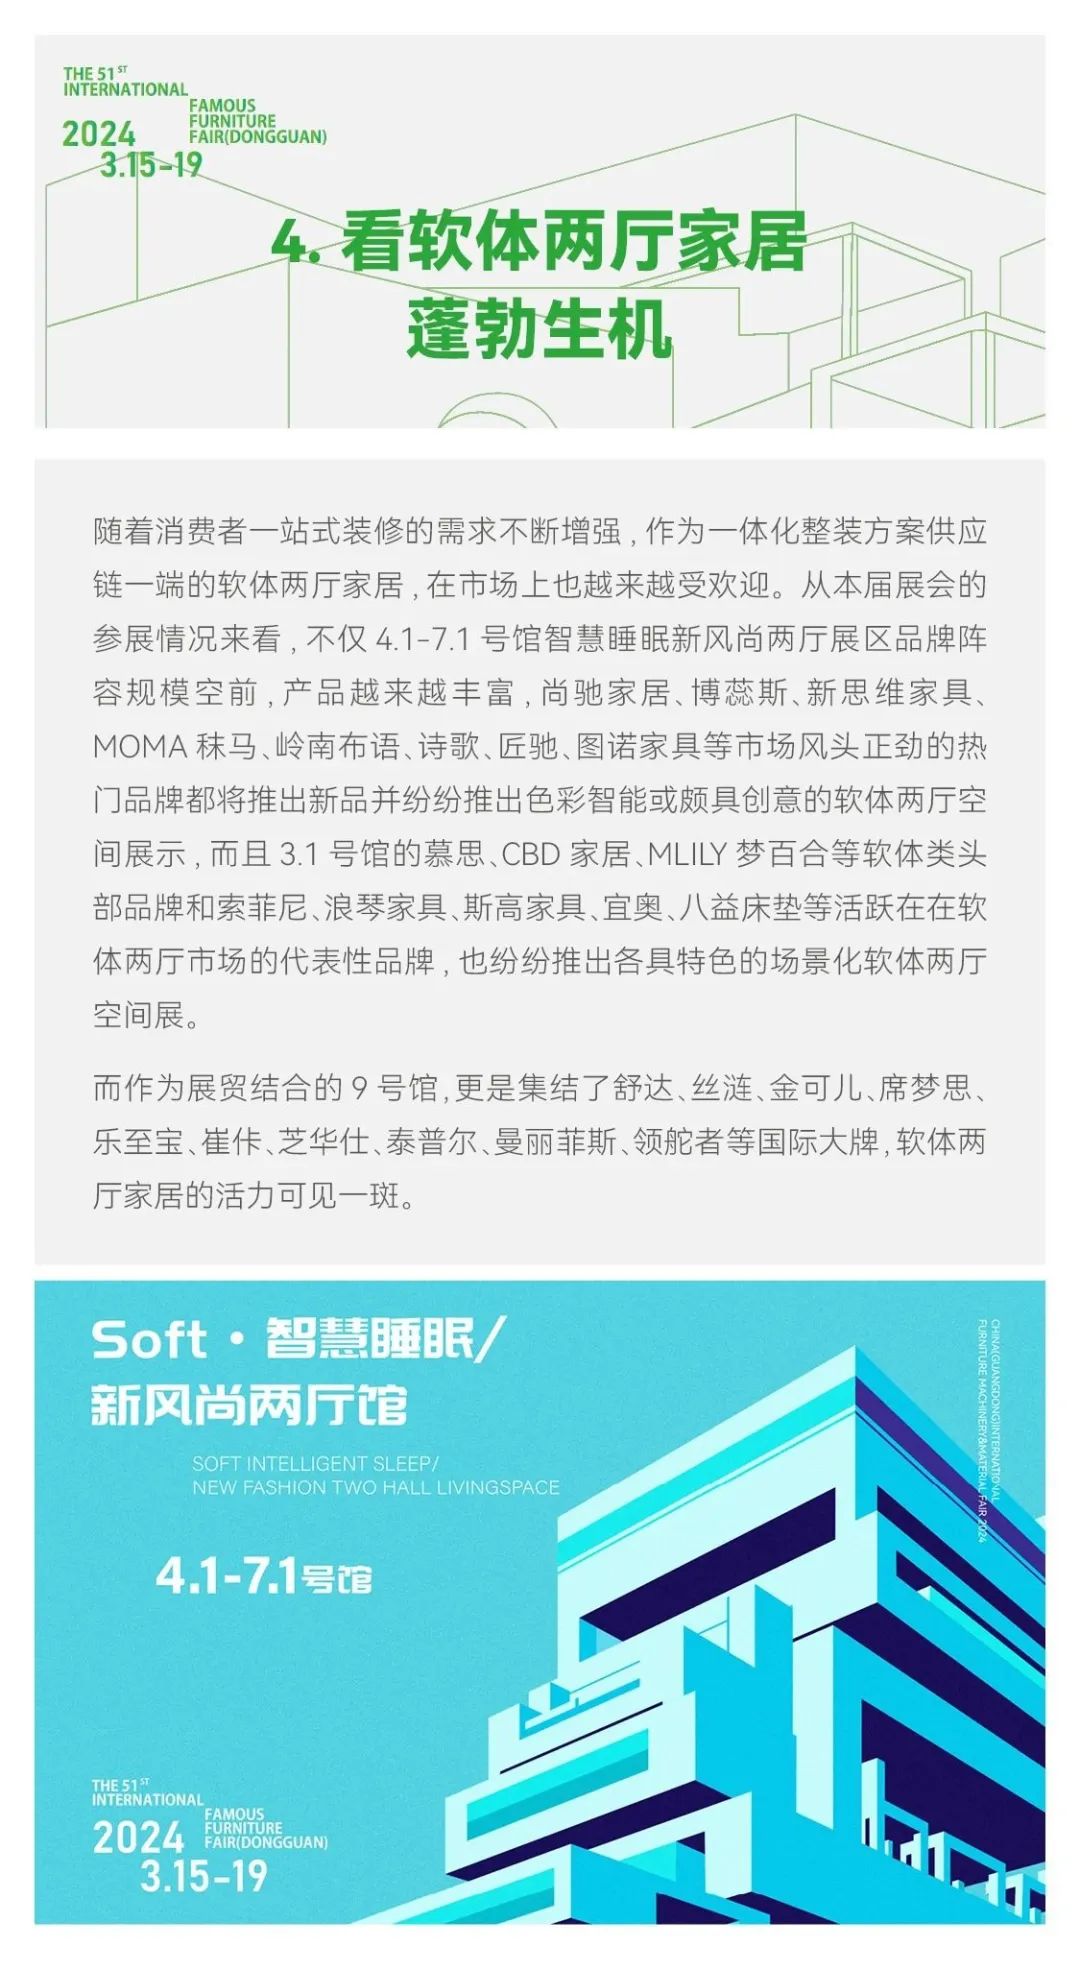 THE 51ST
INTERNATIONAL
FAMOUS
FURNITURE
FAIR(DONGGUAN)
2024
3.15-19
4. 看软体两厅家居
蓬勃生机
随着消费者一站式装修的需求不断增强,作为一体化整装方案供应
链一端的软体两厅家居,在市场上也越来越受欢迎。从本届展会的
参展情况来看,不仅 4.1-7.1 号馆智慧睡眠新风尚两厅展区品牌阵
容规模空前,产品越来越丰富,尚驰家居、博蕊斯、新思维家具、
MOMA 秣马、岭南布语、诗歌、匠驰、图诺家具等市场风头正劲的热
门品牌都将推出新品并纷纷推出色彩智能或颇具创意的软体两厅空
间展示,而且 3.1 号馆的慕思、CBD 家居、MLILY 梦百合等软体类头
部品牌和索菲尼、浪琴家具、斯高家具、宜奥、八益床垫等活跃在在软
体两厅市场的代表性品牌,也纷纷推出各具特色的场景化软体两厅
空间展。
而作为展贸结合的 9 号馆,更是集结了舒达、丝涟、金可儿、席梦思、
乐至宝、崔佧、芝华仕、泰普尔、曼丽菲斯、领舵者等国际大牌,软体两
厅家居的活力可见一斑。
Soft·智慧睡眠/
新风尚两厅馆
SOFT INTELLIGENT SLEEP/
NEW FASHION TWO HALL LIVINGSPACE
4.1-7.1号馆
CHINA(GUANGDONG)INTERNATIONAL
FURNITURE MACHINERY&MATERIAL FAIR 2024
THE 51ST
INTERNATIONAL
FAMOUS
FURNITURE
FAIR(DONGGUAN)
2024
3.15-19